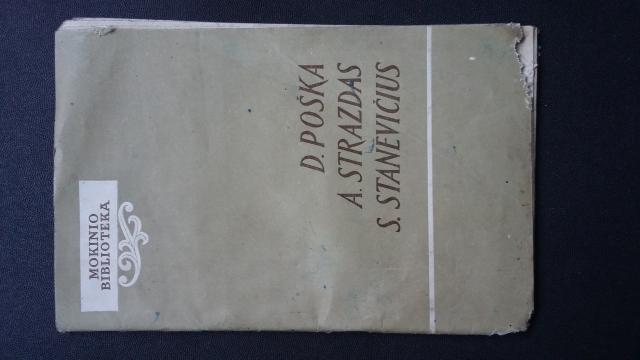 MOKINIO
BIBLIOTEKA
D. POŠKA
A. STRAZDAS
S. STANEVIČIUS